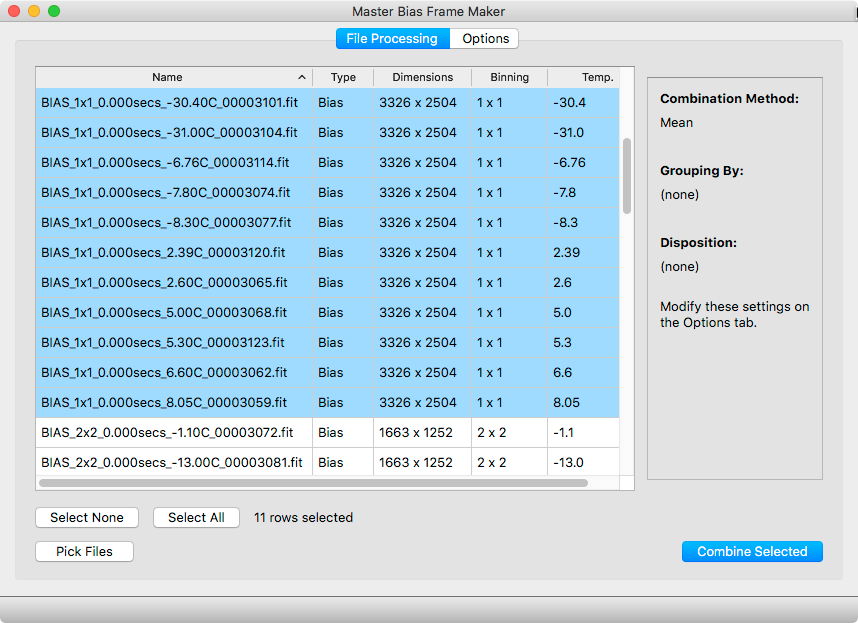 Master Bias Frame Maker
File Processing Options
Name Type Dimensions Binning Temp.
BIAS_1x1_0.000secs_-30.40C_00003101.fit Bias 3326 x 2504 1 x 1 -30.4
BIAS_1x1_0.000secs_-31.00C_00003104.fit Bias 3326 x 2504 1 x 1 -31.0
BIAS_1x1_0.000secs_-6.76C_00003114.fit Bias 3326 x 2504 1 x 1 -6.76
BIAS_1x1_0.000secs_-7.80C_00003074.fit Bias 3326 x 2504 1 x 1 -7.8
BIAS_1x1_0.000secs_-8.30C_00003077.fit Bias 3326 x 2504 1 x 1 -8.3
BIAS_1x1_0.000secs_2.39C_00003120.fit Bias 3326 x 2504 1 x 1 2.39
BIAS_1x1_0.000secs_2.60C_00003065.fit Bias 3326 x 2504 1 x 1 2.6
BIAS_1x1_0.000secs_5.00C_00003068.fit Bias 3326 x 2504 1 x 1 5.0
BIAS_1x1_0.000secs_5.30C_00003123.fit Bias 3326 x 2504 1 x 1 5.3
BIAS_1x1_0.000secs_6.60C_00003062.fit Bias 3326 x 2504 1 x 1 6.6
BIAS_1x1_0.000secs_8.05C_00003059.fit Bias 3326 x 2504 1 x 1 8.05
BIAS_2x2_0.000secs_-1.10C_00003072.fit Bias 1663 x 1252 2 x 2 -1.1
BIAS_2x2_0.000secs_-13.00C_00003081.fit Bias 1663 x 1252 2 x 2 -13.0
Combination Method:
Mean
Grouping By:
(none)
Disposition:
(none)
Modify these settings on
the Options tab.
Select None Select All 11 rows selected
Pick Files Combine Selected